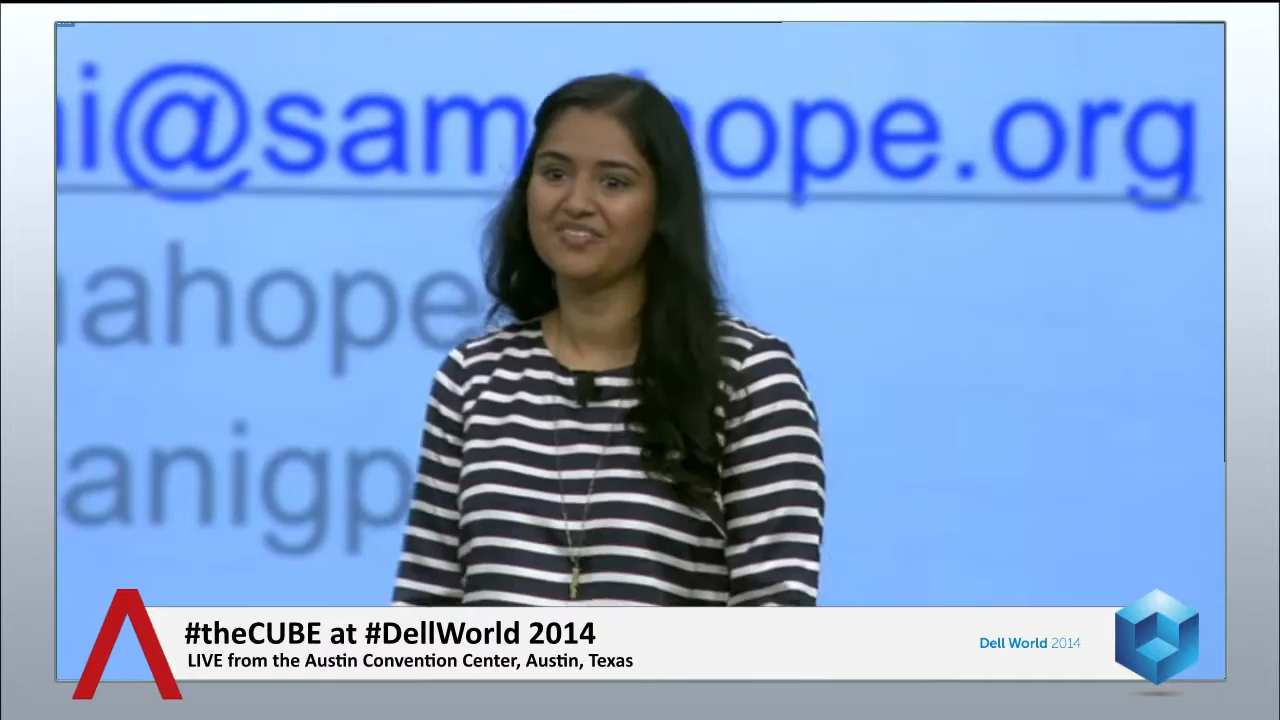 ni@sam hope.org
ahope
anigp
#theCUBE at #DellWorld 2014
LIVE from the Austin Convention Center, Austin, Texas
Dell World 2014